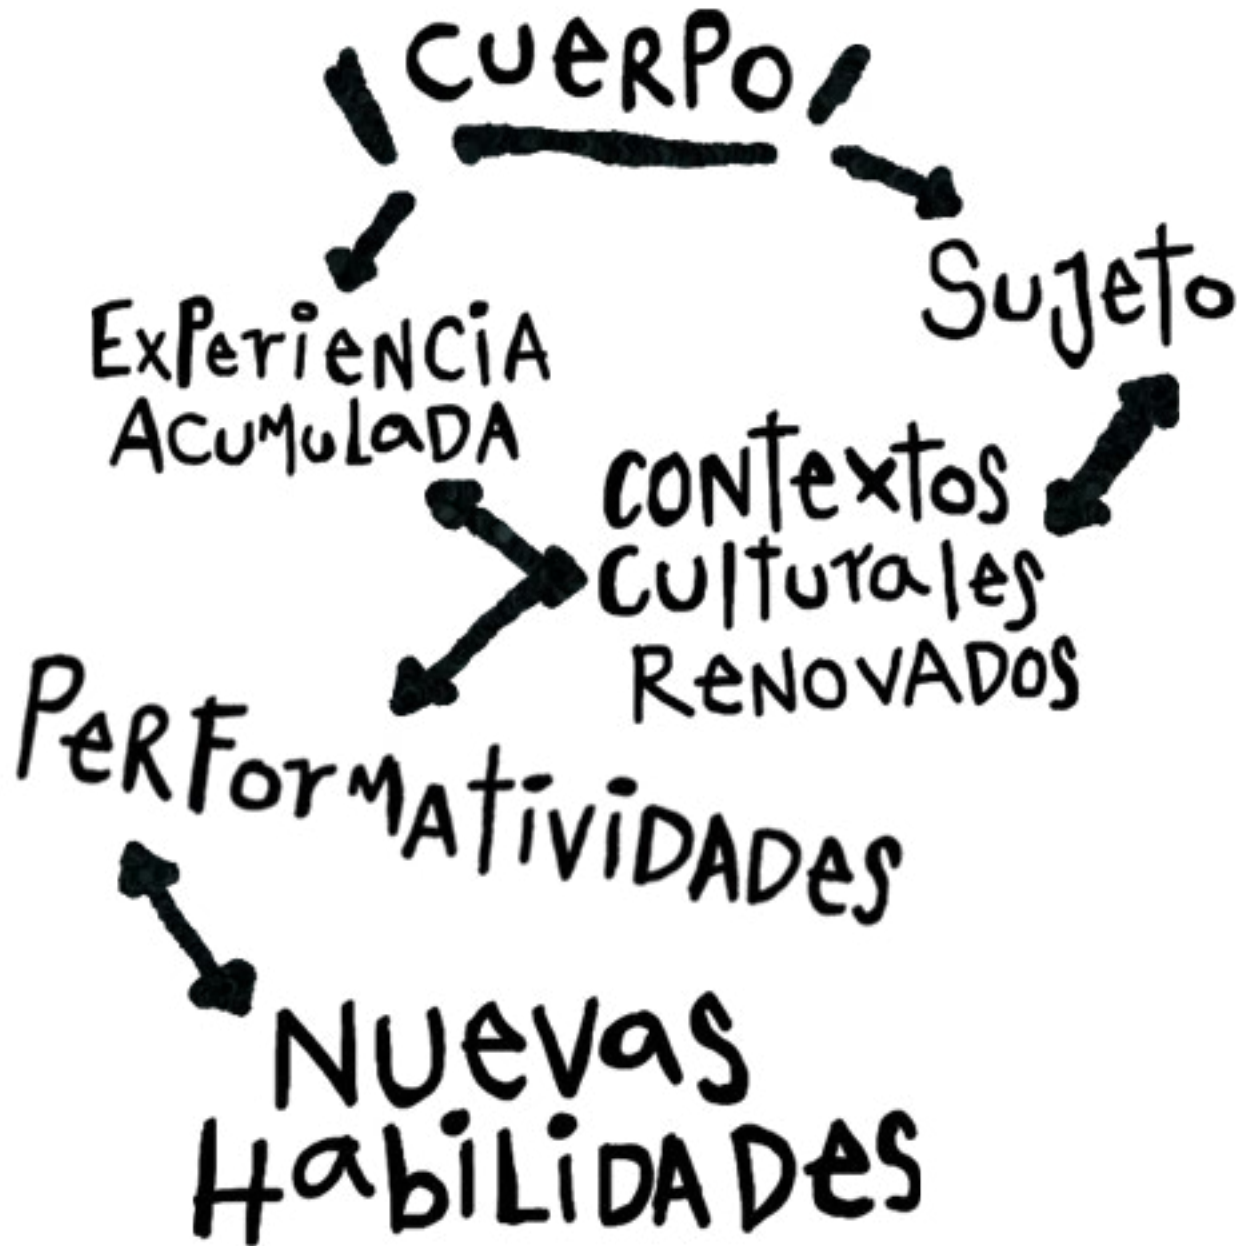 CUERPO
SUJETO
EXPERIENCIA
ACUMULADA
CONTEXTOS
CULTURALES
RENOVADOS
PERFORMATIVIDADES
NUEVAS
HABILIDADES